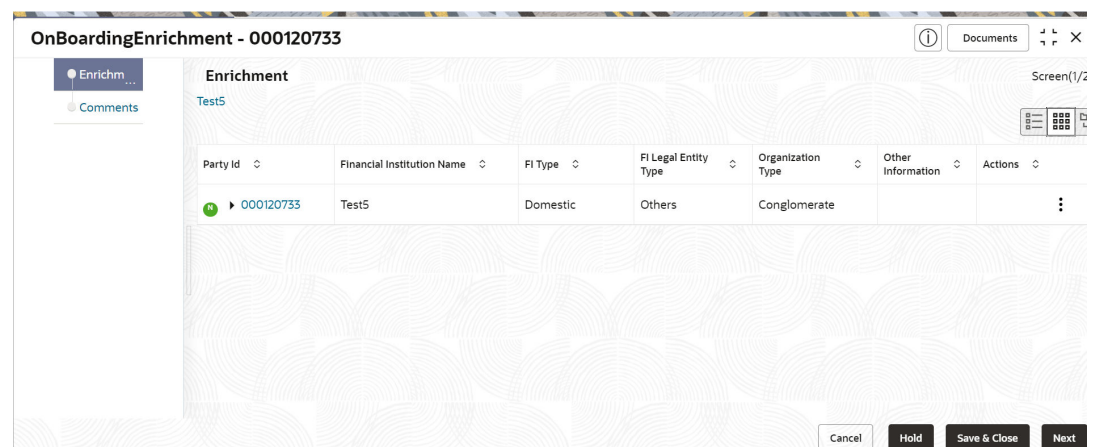 OnBoardingEnrichment - 000120733
Documents
Enrichm
...
Comments
Enrichment
Screen(1/2
Test5
Party Id
Financial Institution Name
FI Type
FI Legal Entity
Type
Organization
Type
Other
Information
Actions
N
000120733
Test5
Domestic
Others
Conglomerate
Cancel
Hold
Save & Close
Next